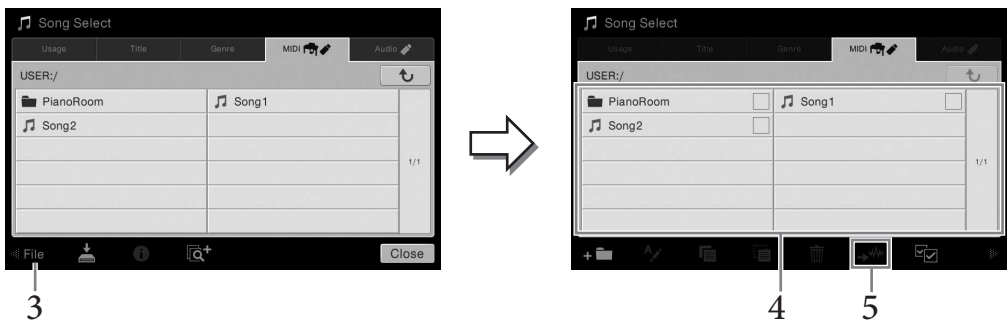 Song Select
Usage Title Genre MIDI Audio
USER:/
PianoRoom Song1
Song2
1/1
File Close
3
Song Select
Usage Title Genre MIDI Audio
USER:/
PianoRoom Song1
Song2
1/1
4 5